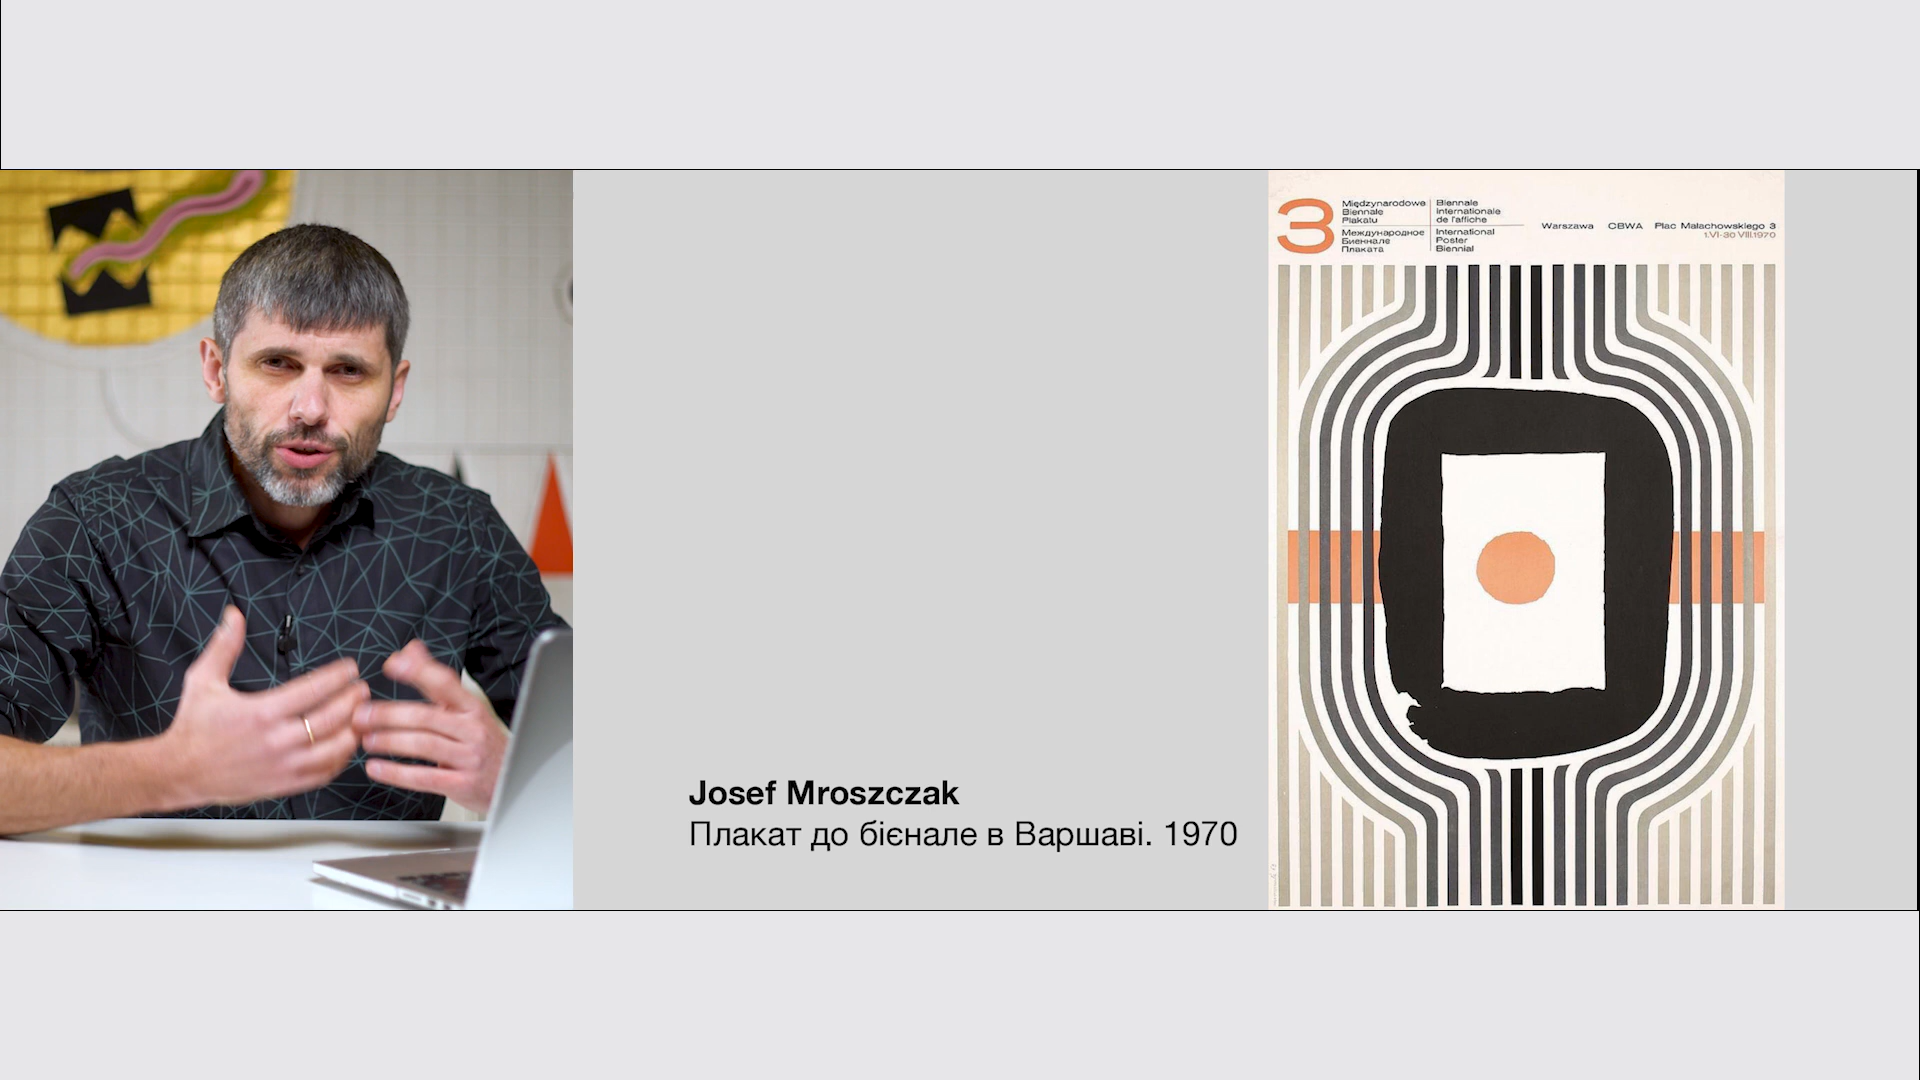 Josef Mroszczak
Плакат до бієнале в Варшаві. 1970
3
Międzynarodowe
Biennale
Plakatu
Международное
Биеннале
Плаката
Biennale
Internationale
de l'affiche
International
Poster
Biennial
Warszawa CBWA Plac Małachowskiego 3
1.VI-30 VIII.1970